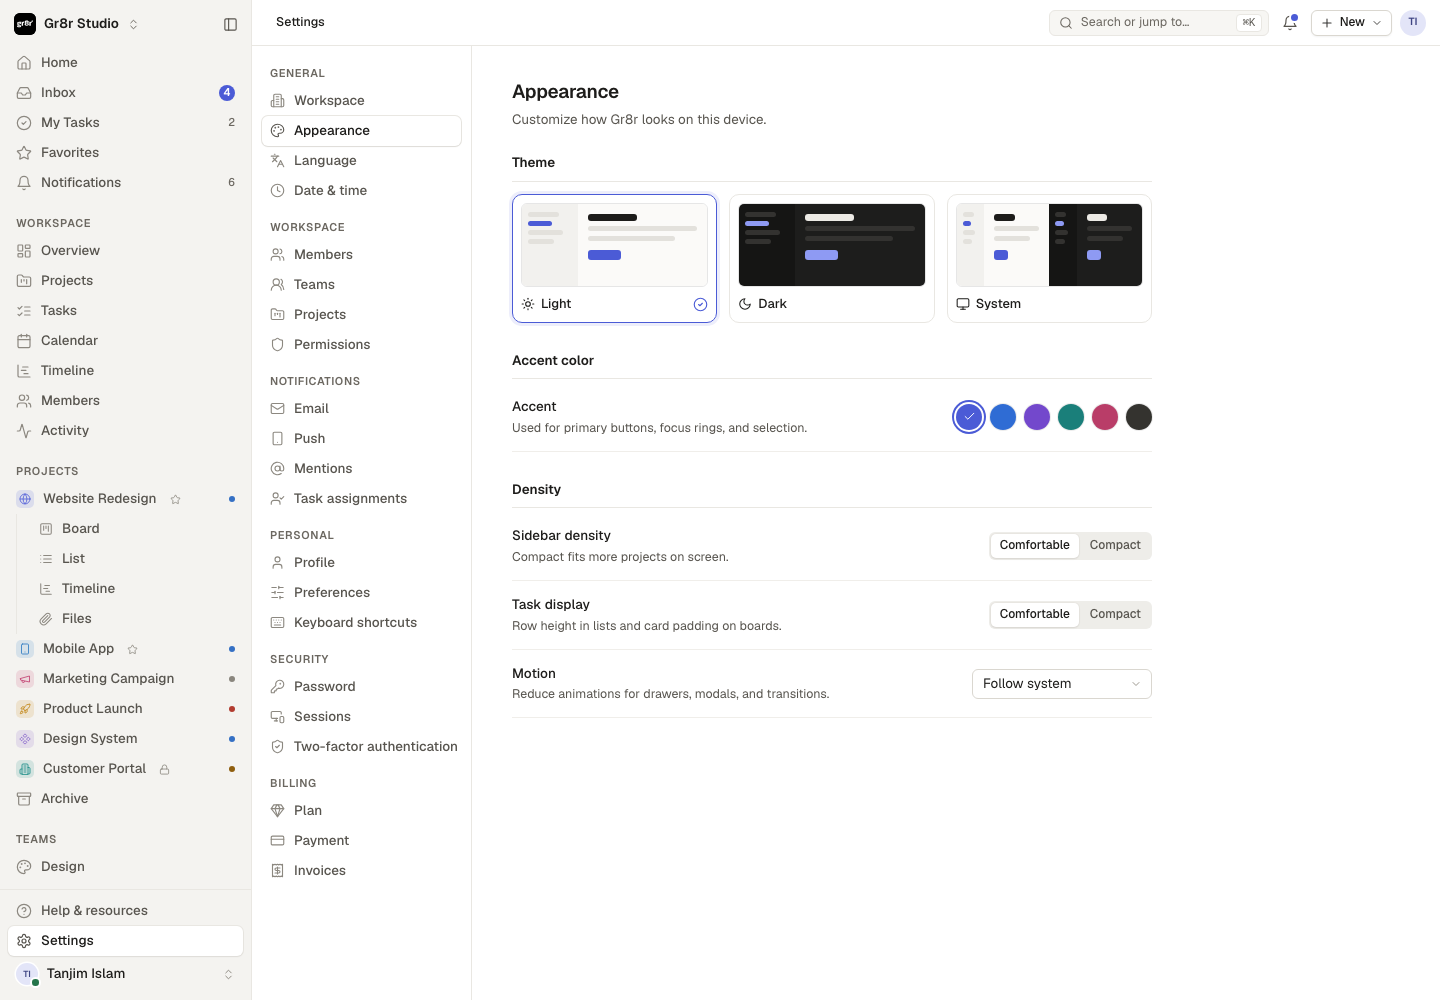 gr8r
Gr8r Studio
Home
Inbox 4
My Tasks 2
Favorites
Notifications 6
WORKSPACE
Overview
Projects
Tasks
Calendar
Timeline
Members
Activity
PROJECTS
Website Redesign
Board
List
Timeline
Files
Mobile App
Marketing Campaign
Product Launch
Design System
Customer Portal
Archive
TEAMS
Design
Help & resources
Settings
TI Tanjim Islam
Settings
Search or jump to... ⌘K
New
TI
GENERAL
Workspace
Appearance
Language
Date & time
WORKSPACE
Members
Teams
Projects
Permissions
NOTIFICATIONS
Email
Push
Mentions
Task assignments
PERSONAL
Profile
Preferences
Keyboard shortcuts
SECURITY
Password
Sessions
Two-factor authentication
BILLING
Plan
Payment
Invoices
Appearance
Customize how Gr8r looks on this device.
Theme
Light
Dark
System
Accent color
Accent
Used for primary buttons, focus rings, and selection.
Density
Sidebar density
Compact fits more projects on screen.
Comfortable Compact
Task display
Row height in lists and card padding on boards.
Comfortable Compact
Motion
Reduce animations for drawers, modals, and transitions.
Follow system